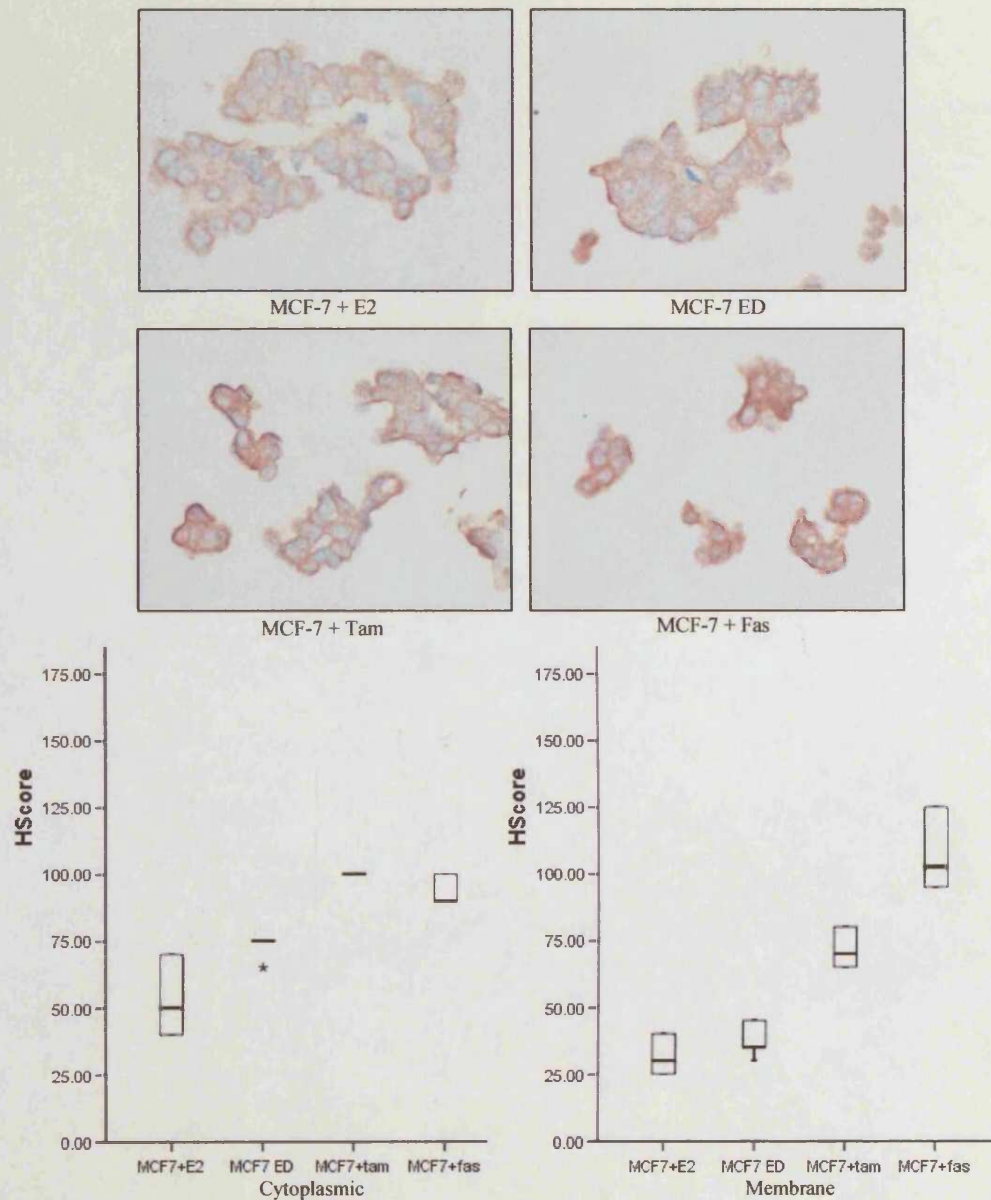 MCF-7 + E2
MCF-7 ED
MCF-7 + Tam
MCF-7 + Fas
HScore
175.00
150.00
125.00
100.00
75.00
50.00
25.00
0.00
*
MCF7+E2 MCF7 ED MCF7+tam MCF7+fas
Cytoplasmic
HScore
175.00
150.00
125.00
100.00
75.00
50.00
25.00
0.00
MCF7+E2 MCF7 ED MCF7+tam MCF7+fas
Membrane